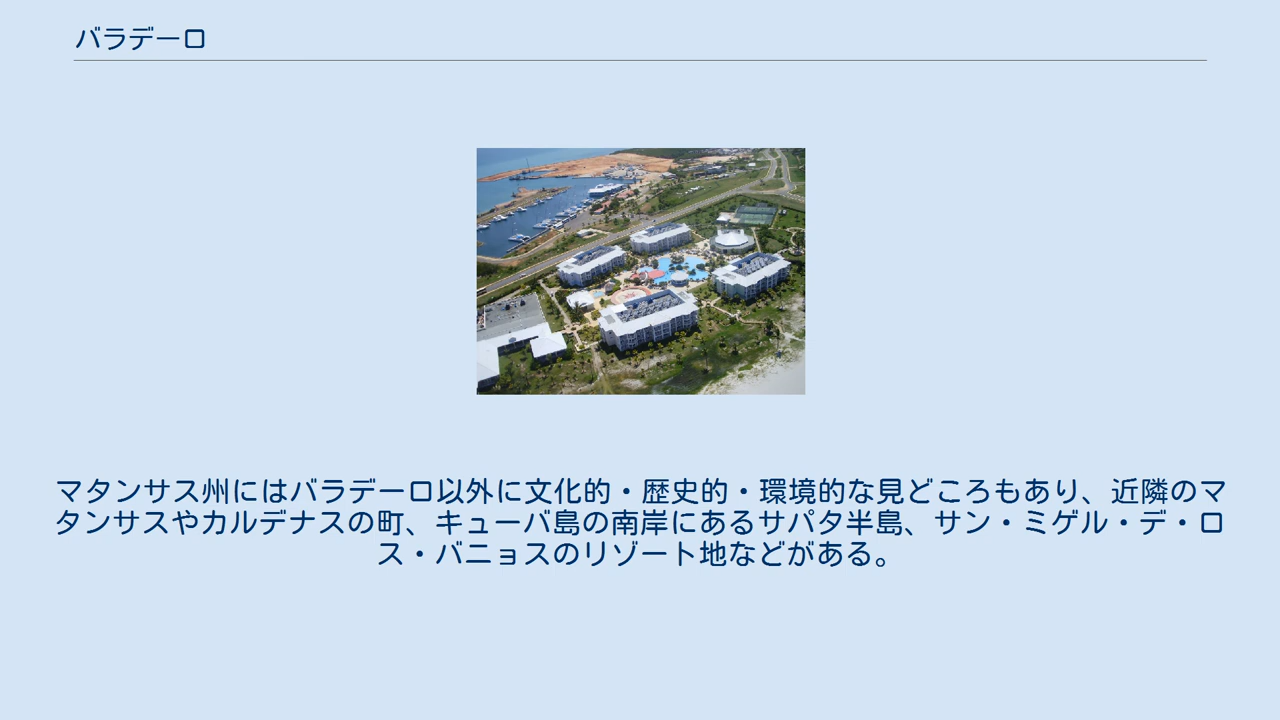 バラデーロ
マタンサス州にはバラデーロ以外に文化的・歴史的・環境的な見どころもあり、近隣のマ
タンサスやカルデナスの町、キューバ島の南岸にあるサパタ半島、サン・ミゲル・デ・ロ
ス・バニョスのリゾート地などがある。